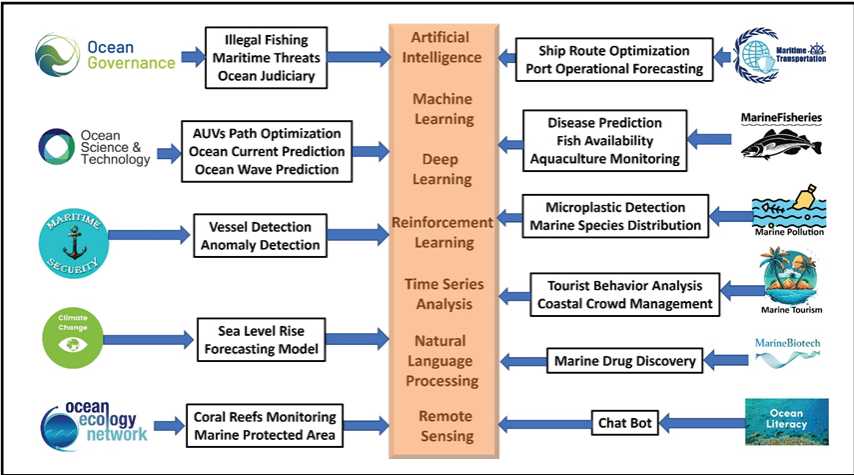 Ocean
Governance
Illegal Fishing
Maritime Threats
Ocean Judiciary
Ocean
Science &
Technology
AUVs Path Optimization
Ocean Current Prediction
Ocean Wave Prediction
MARITIME
SECURITY
Vessel Detection
Anomaly Detection
Climate
Change
Sea Level Rise
Forecasting Model
ocean
ecology
network
Coral Reefs Monitoring
Marine Protected Area
Artificial
Intelligence
Machine
Learning
Deep
Learning
Reinforcement
Learning
Time Series
Analysis
Natural
Language
Processing
Remote
Sensing
Ship Route Optimization
Port Operational Forecasting
Maritime
Transportation
Disease Prediction
Fish Availability
Aquaculture Monitoring
MarineFisheries
Microplastic Detection
Marine Species Distribution
Marine Pollution
Tourist Behavior Analysis
Coastal Crowd Management
Marine Tourism
Marine Drug Discovery
MarineBiotech
Chat Bot
Ocean
Literacy